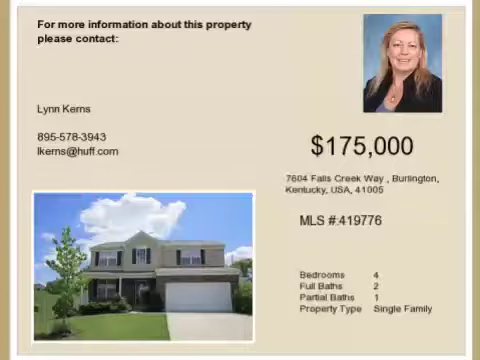 For more information about this property
please contact:
Lynn Kerns
895-578-3943
lkerns@huff.com
$175,000
7604 Falls Creek Way , Burlington,
Kentucky, USA, 41005
MLS #:419776
Bedrooms 4
Full Baths 2
Partial Baths 1
Property Type Single Family